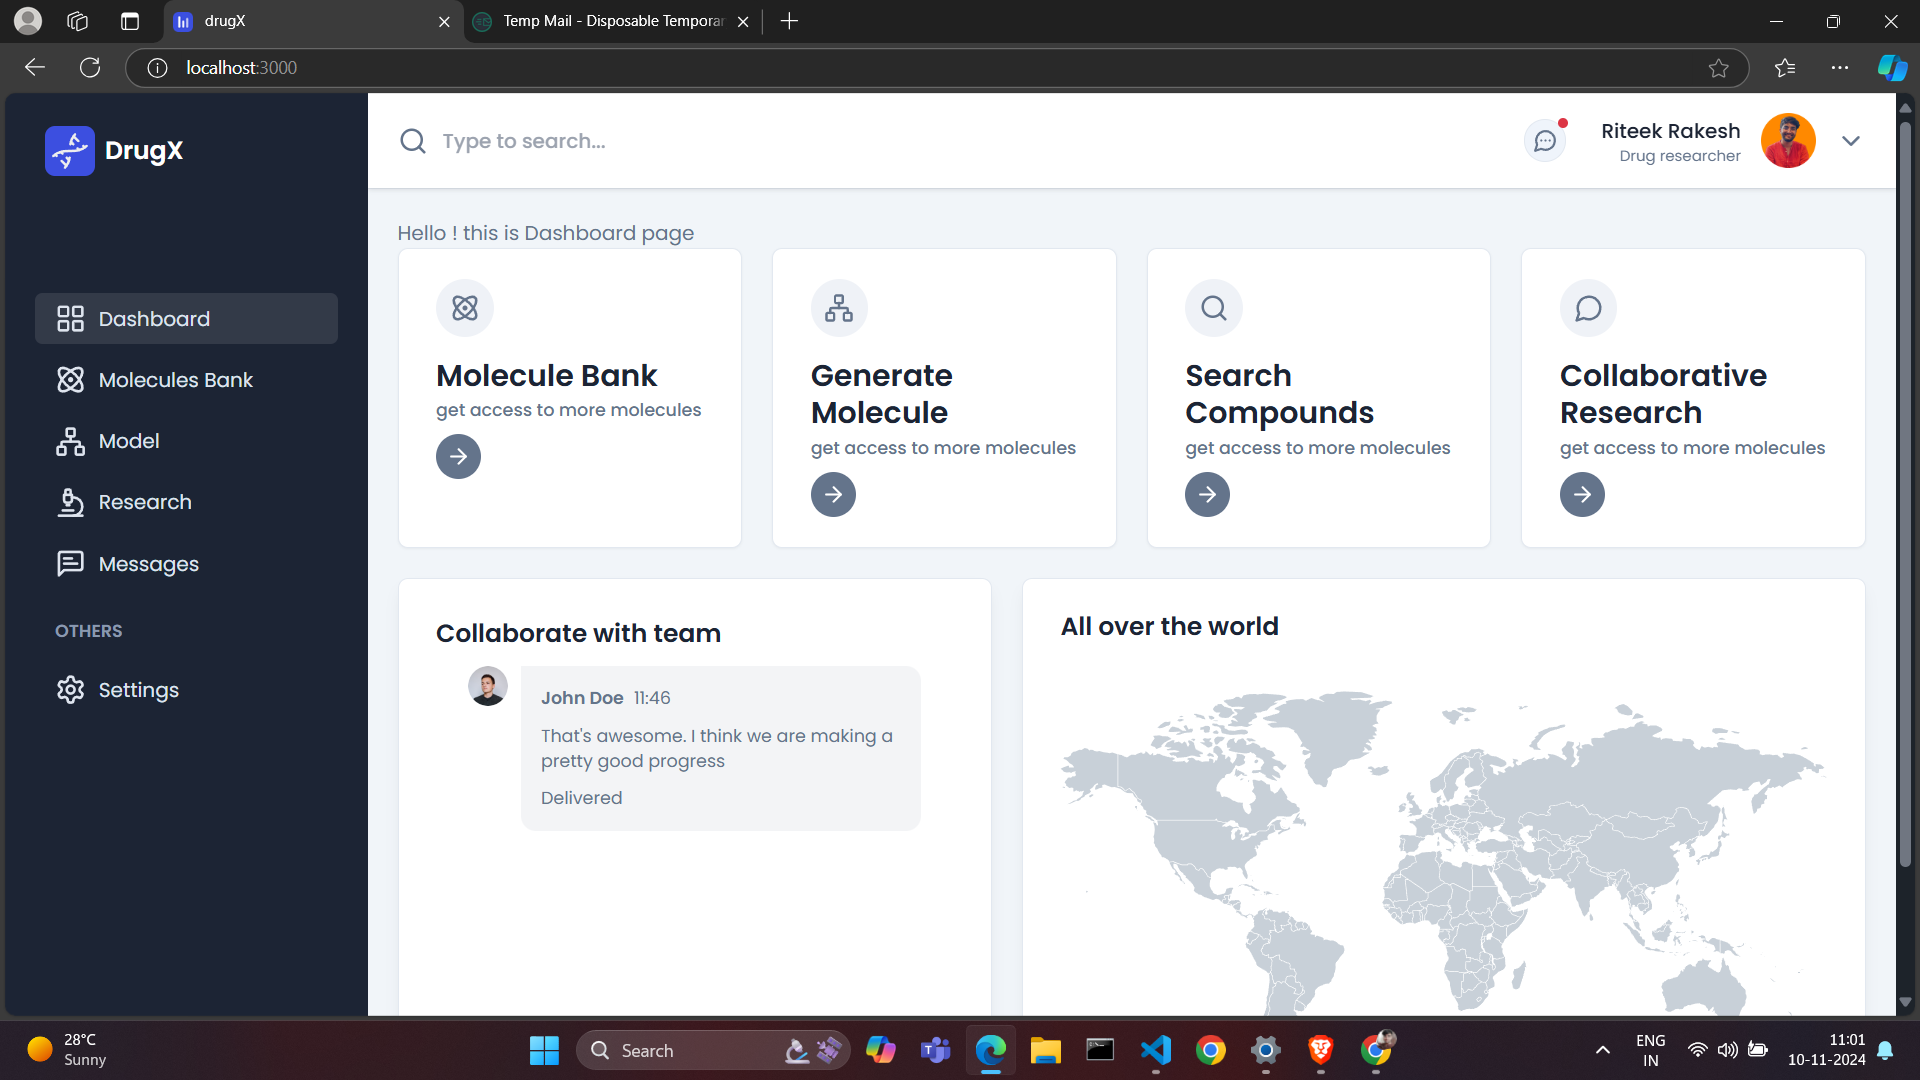 drugX
Temp Mail - Disposable Temporar
localhost:3000
DrugX
Type to search...
Riteek Rakesh
Drug researcher
Dashboard
Molecules Bank
Model
Research
Messages
OTHERS
Settings
Hello ! this is Dashboard page
Molecule Bank
get access to more molecules
Generate
Molecule
get access to more molecules
Search
Compounds
get access to more molecules
Collaborative
Research
get access to more molecules
Collaborate with team
John Doe 11:46
That's awesome. I think we are making a
pretty good progress
Delivered
All over the world
28°C
Sunny
Search
ENG
IN
11:01
10-11-2024